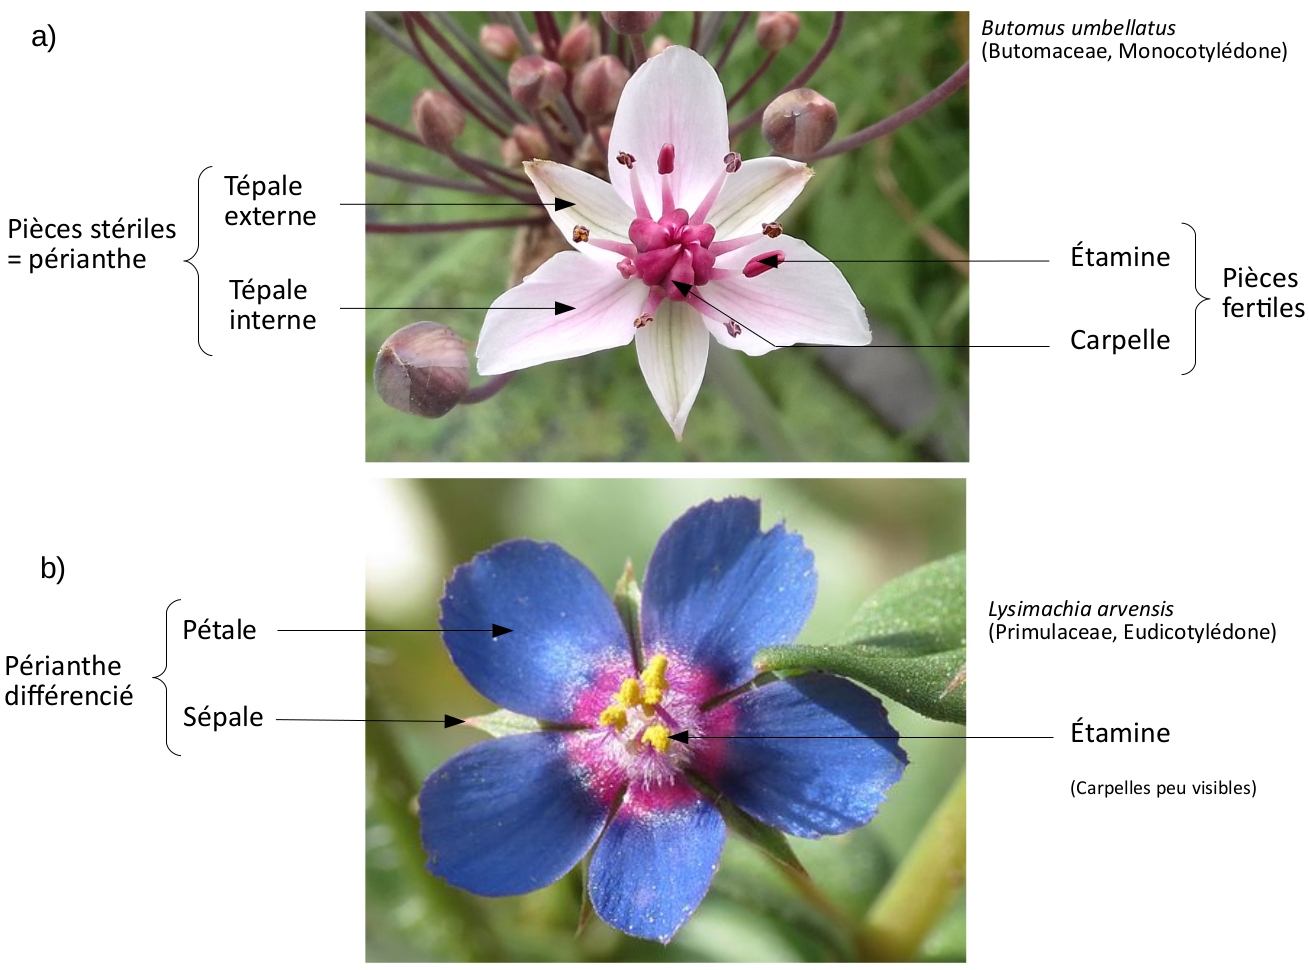 a)
Butomus umbellatus
(Butomaceae, Monocotylédone)
Pièces stériles
= périanthe
Tépale
externe
Tépale
interne
Étamine
Carpelle
Pièces
fertiles
b)
Lysimachia arvensis
(Primulaceae, Eudicotylédone)
Périanthe
différencié
Pétale
Sépale
Étamine
(Carpelles peu visibles)